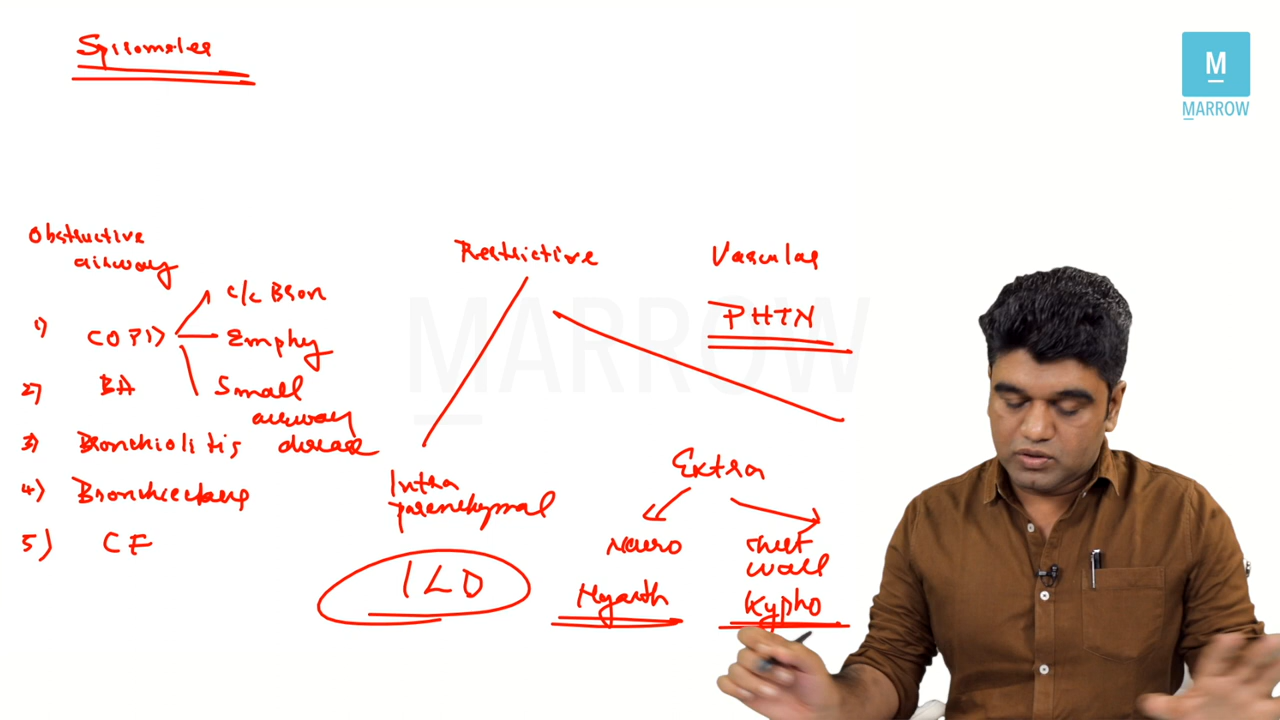 Spirometer
M
MARROW
Obstructive
airway
Restrictive
Vascular
PHTN
c/c Bron
1) COPD
Emphy
2) BA
Small
airway
disease
3) Bronchiolitis
4) Bronchiectasis
5) CF
MARROW
Intra
parenchymal
ILD
Extra
Neuro
Myasth
Chest
wall
Kypho